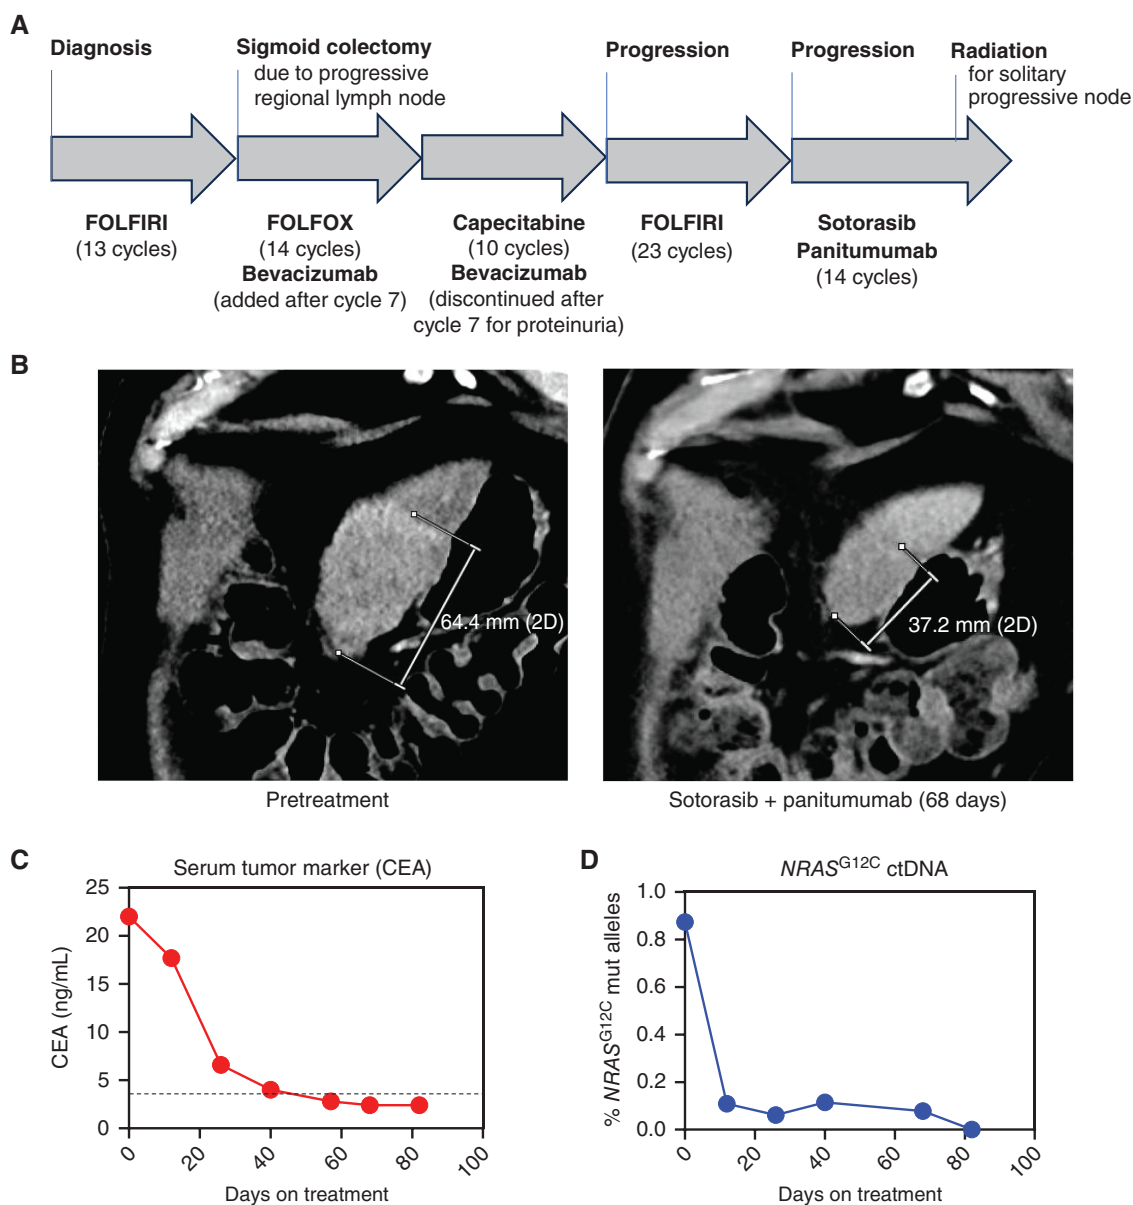 A
Diagnosis
Sigmoid colectomy
due to progressive
regional lymph node
Progression
Progression
Radiation
for solitary
progressive node
FOLFIRI
(13 cycles)
FOLFOX
(14 cycles)
Bevacizumab
(added after cycle 7)
Capecitabine
(10 cycles)
Bevacizumab
(discontinued after
cycle 7 for proteinuria)
FOLFIRI
(23 cycles)
Sotorasib
Panitumumab
(14 cycles)
B
64.4 mm (2D)
37.2 mm (2D)
Pretreatment
Sotorasib + panitumumab (68 days)
C
Serum tumor marker (CEA)
CEA (ng/mL)
25
20
15
10
5
0
0
20
40
60
80
100
Days on treatment
D
NRASG12C ctDNA
% NRASG12C mut alleles
1.0
0.8
0.6
0.4
0.2
0.0
0
20
40
60
80
100
Days on treatment